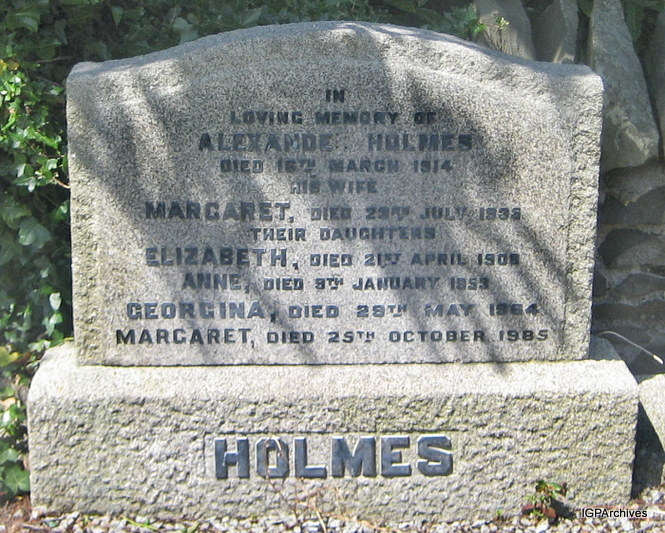 IN
LOVING MEMORY OF
ALEXANDE HOLMES
DIED 16TH MARCH 1914
HIS WIFE
MARGARET, DIED 29TH JULY 1936
THEIR DAUGHTERS
ELIZABETH, DIED 21ST APRIL 1908
ANNE, DIED 9TH JANUARY 1953
GEORGINA, DIED 29TH MAY 1964
MARGARET, DIED 25TH OCTOBER 1985
HOLMES
IGPArchives